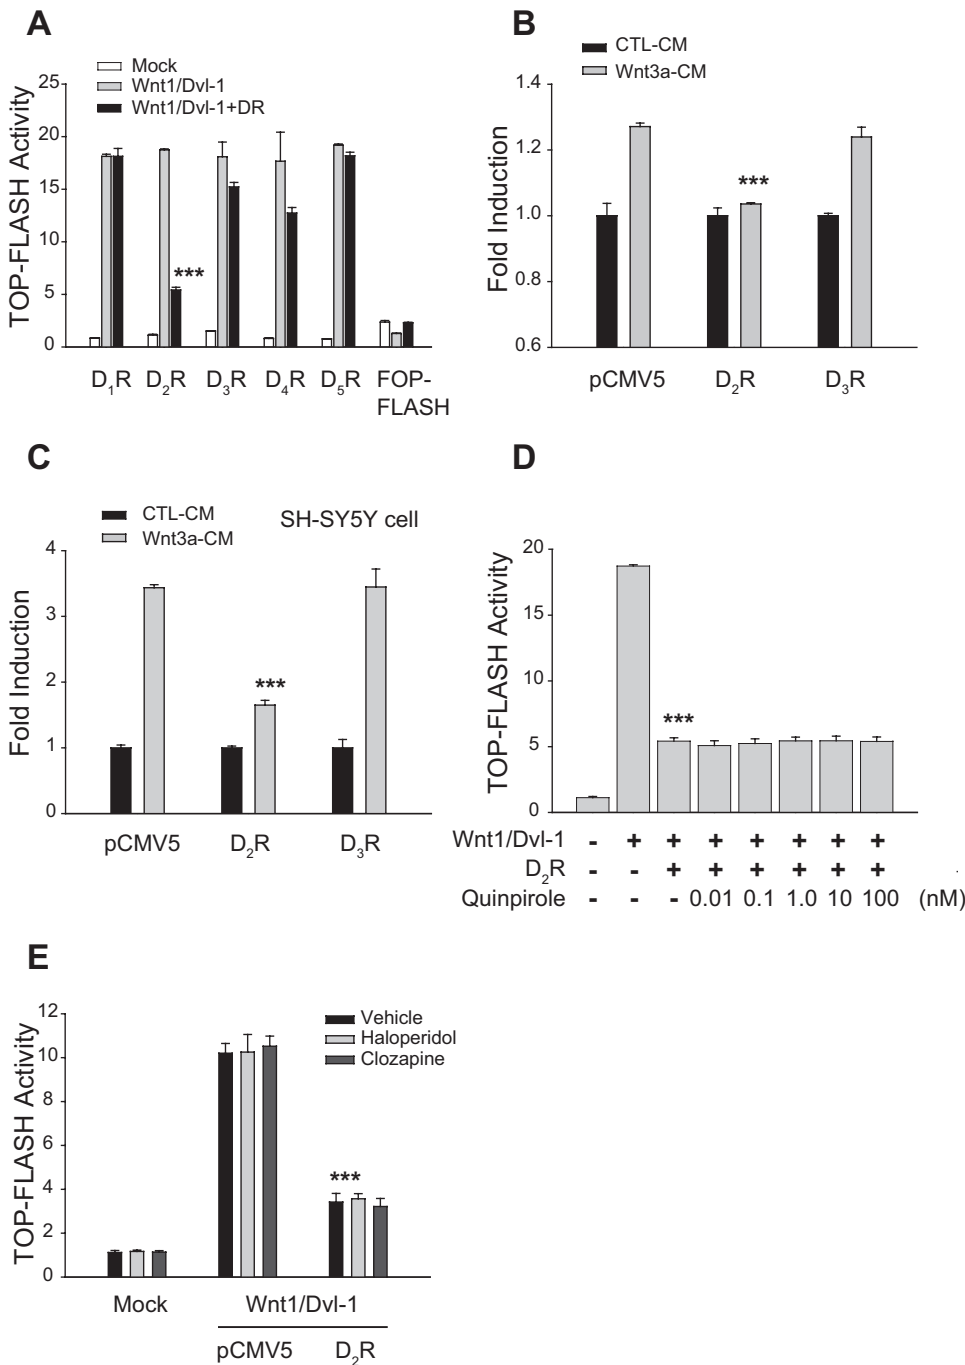 A
Mock
Wnt1/Dvl-1
Wnt1/Dvl-1+DR
TOP-FLASH Activity
25
20
15
10
5
0
***
D1R D2R D3R D4R D5R FOP-
FLASH
B
CTL-CM
Wnt3a-CM
Fold Induction
1.4
1.2
1.0
0.8
0.6
***
pCMV5 D2R D3R
C
CTL-CM
Wnt3a-CM
SH-SY5Y cell
Fold Induction
4
3
2
1
0
***
pCMV5 D2R D3R
D
TOP-FLASH Activity
20
15
10
5
0
***
Wnt1/Dvl-1 - + + + + + + +
D2R - - + + + + + +
Quinpirole - - - 0.01 0.1 1.0 10 100 (nM)
E
Vehicle
Haloperidol
Clozapine
TOP-FLASH Activity
12
10
8
6
4
2
0
***
Mock Wnt1/Dvl-1
pCMV5 D2R